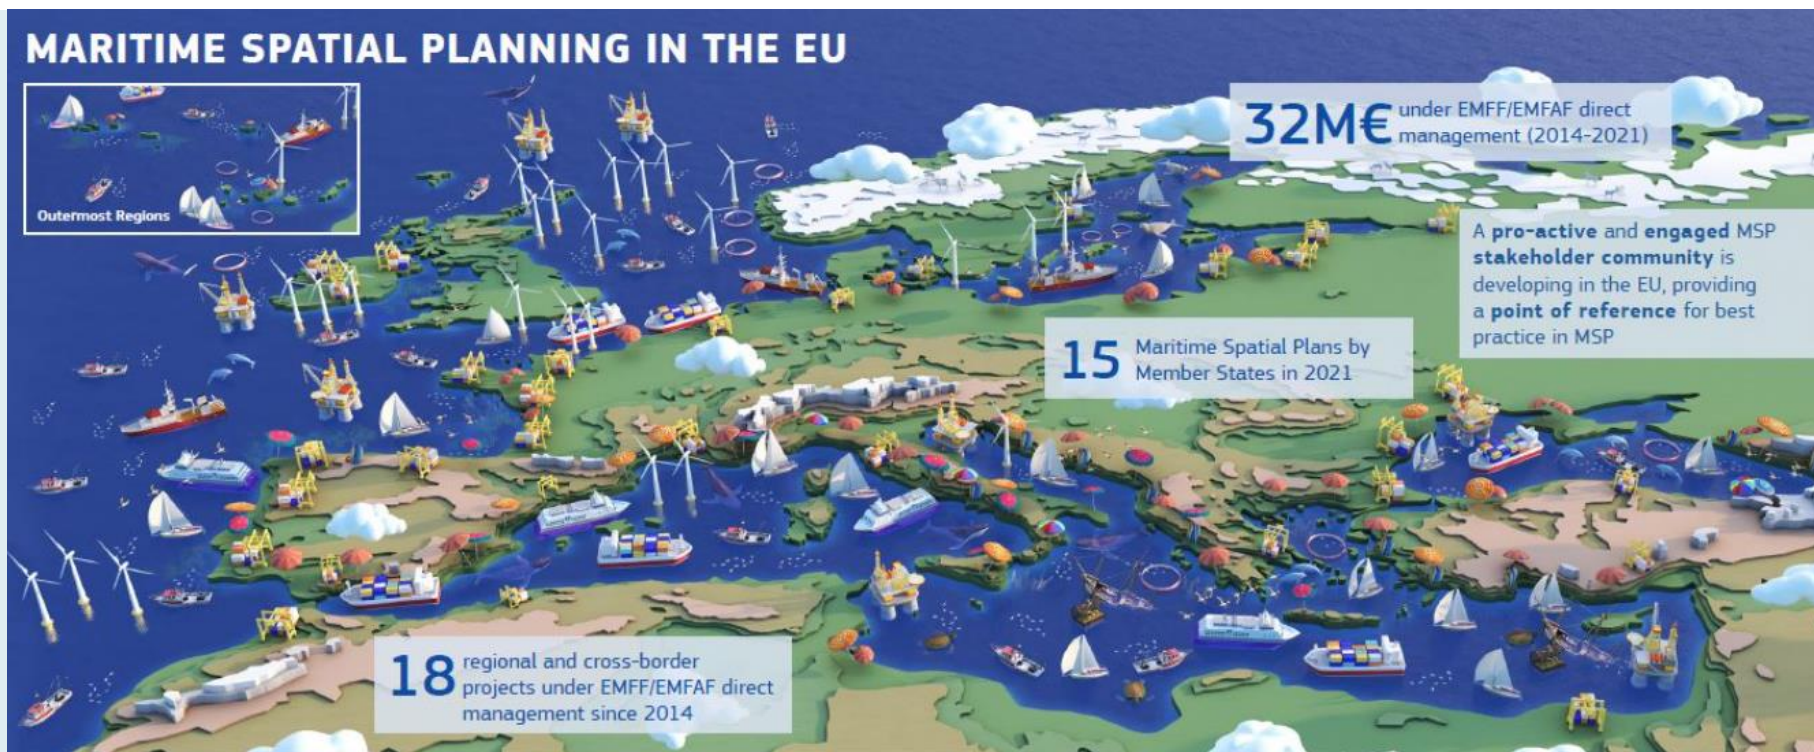 MARITIME SPATIAL PLANNING IN THE EU
Outermost Regions
32M€
under EMFF/EMFAF direct
management (2014-2021)
A pro-active and engaged MSP
stakeholder community is
developing in the EU, providing
a point of reference for best
practice in MSP
15
Maritime Spatial Plans by
Member States in 2021
18
regional and cross-border
projects under EMFF/EMFAF direct
management since 2014